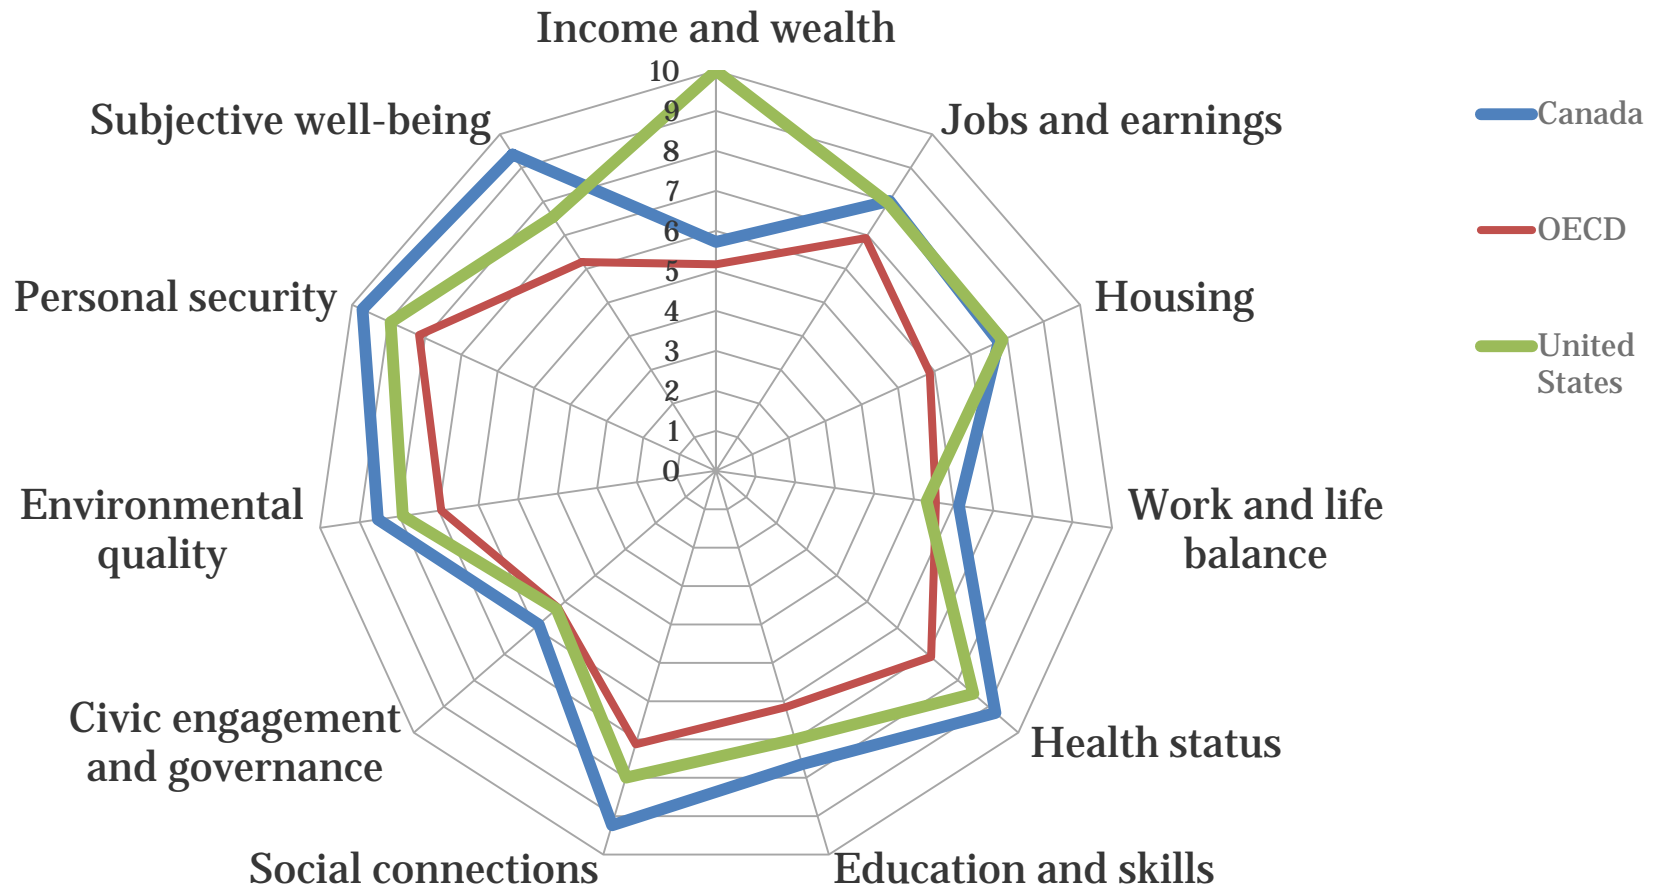 Income and wealth
10
9
8
7
6
5
4
3
2
1
0
Subjective well-being
Jobs and earnings
Personal security
Housing
Environmental
quality
Work and life
balance
Civic engagement
and governance
Health status
Social connections
Education and skills
Canada
OECD
United
States